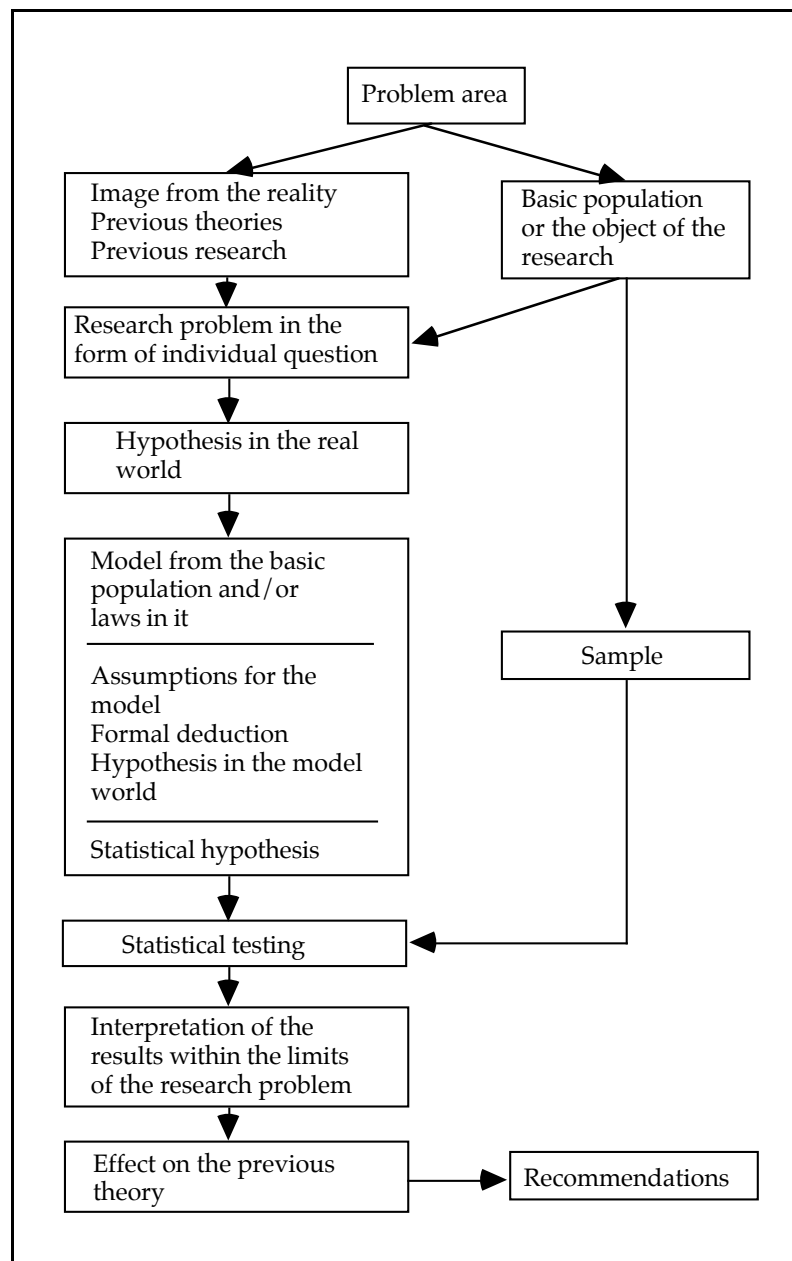 Problem area
Image from the reality
Previous theories
Previous research
Basic population
or the object of the
research
Research problem in the
form of individual question
Hypothesis in the real
world
Model from the basic
population and/or
laws in it
Assumptions for the
model
Formal deduction
Hypothesis in the model
world
Statistical hypothesis
Sample
Statistical testing
Interpretation of the
results within the limits
of the research problem
Effect on the previous
theory
Recommendations